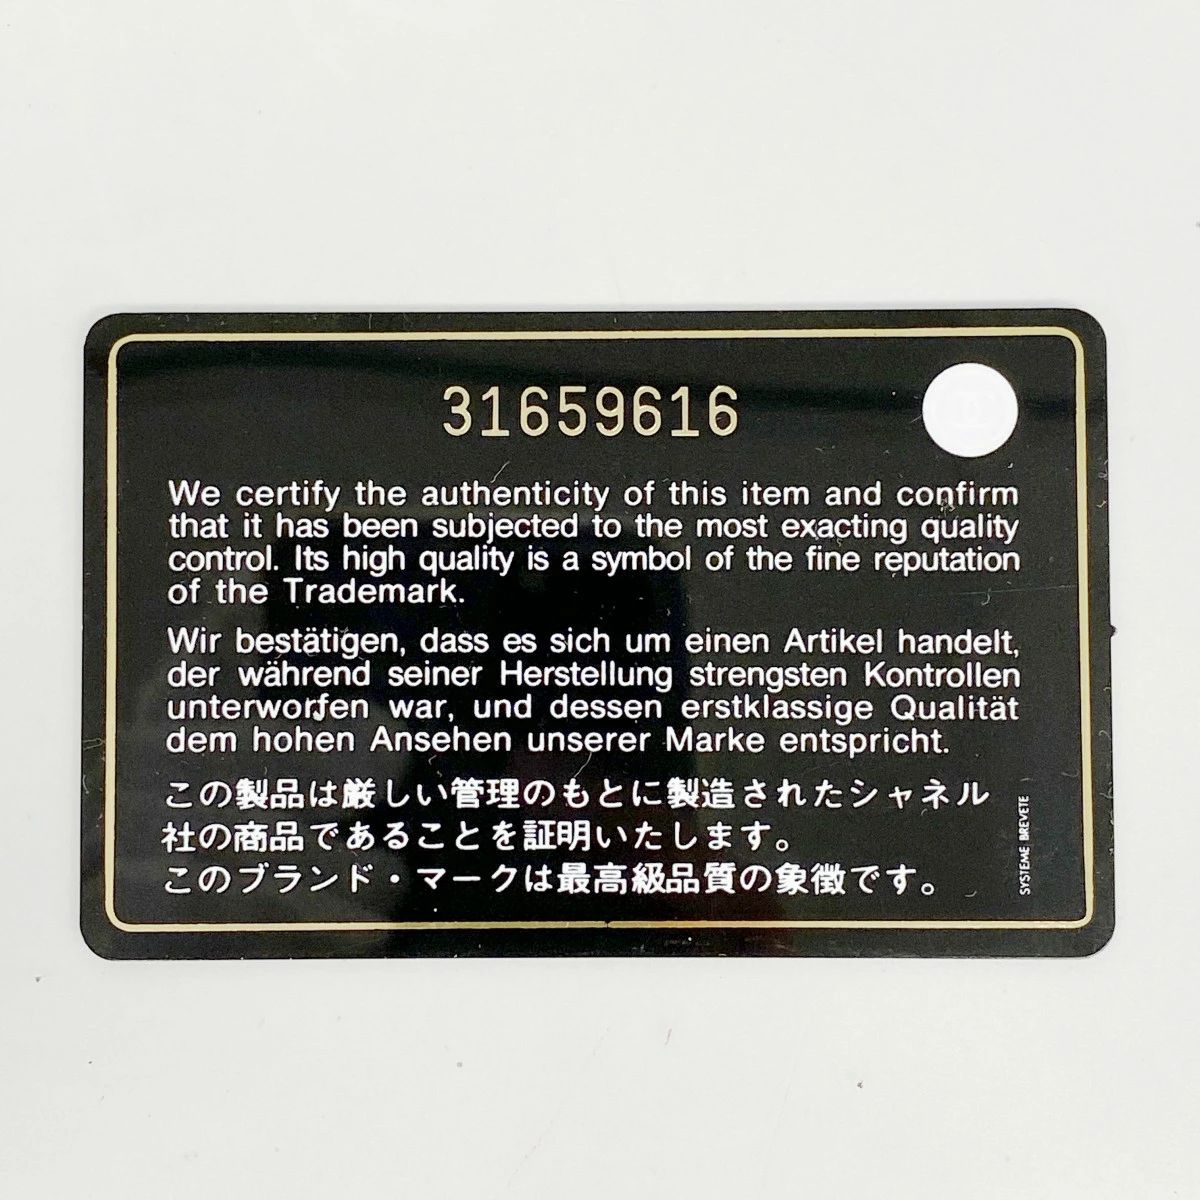 31659616
We certify the authenticity of this item and confirm
that it has been subjected to the most exacting quality
control. Its high quality is a symbol of the fine reputation
of the Trademark.
Wir bestätigen, dass es sich um einen Artikel handelt,
der während seiner Herstellung strengsten Kontrollen
unterworfen war, und dessen erstklassige Qualität
dem hohen Ansehen unserer Marke entspricht.
この製品は厳しい管理のもとに製造されたシャネル
社の商品であることを証明いたします。
このブランド・マークは最高級品質の象徴です。
SYSTEME BREVETE